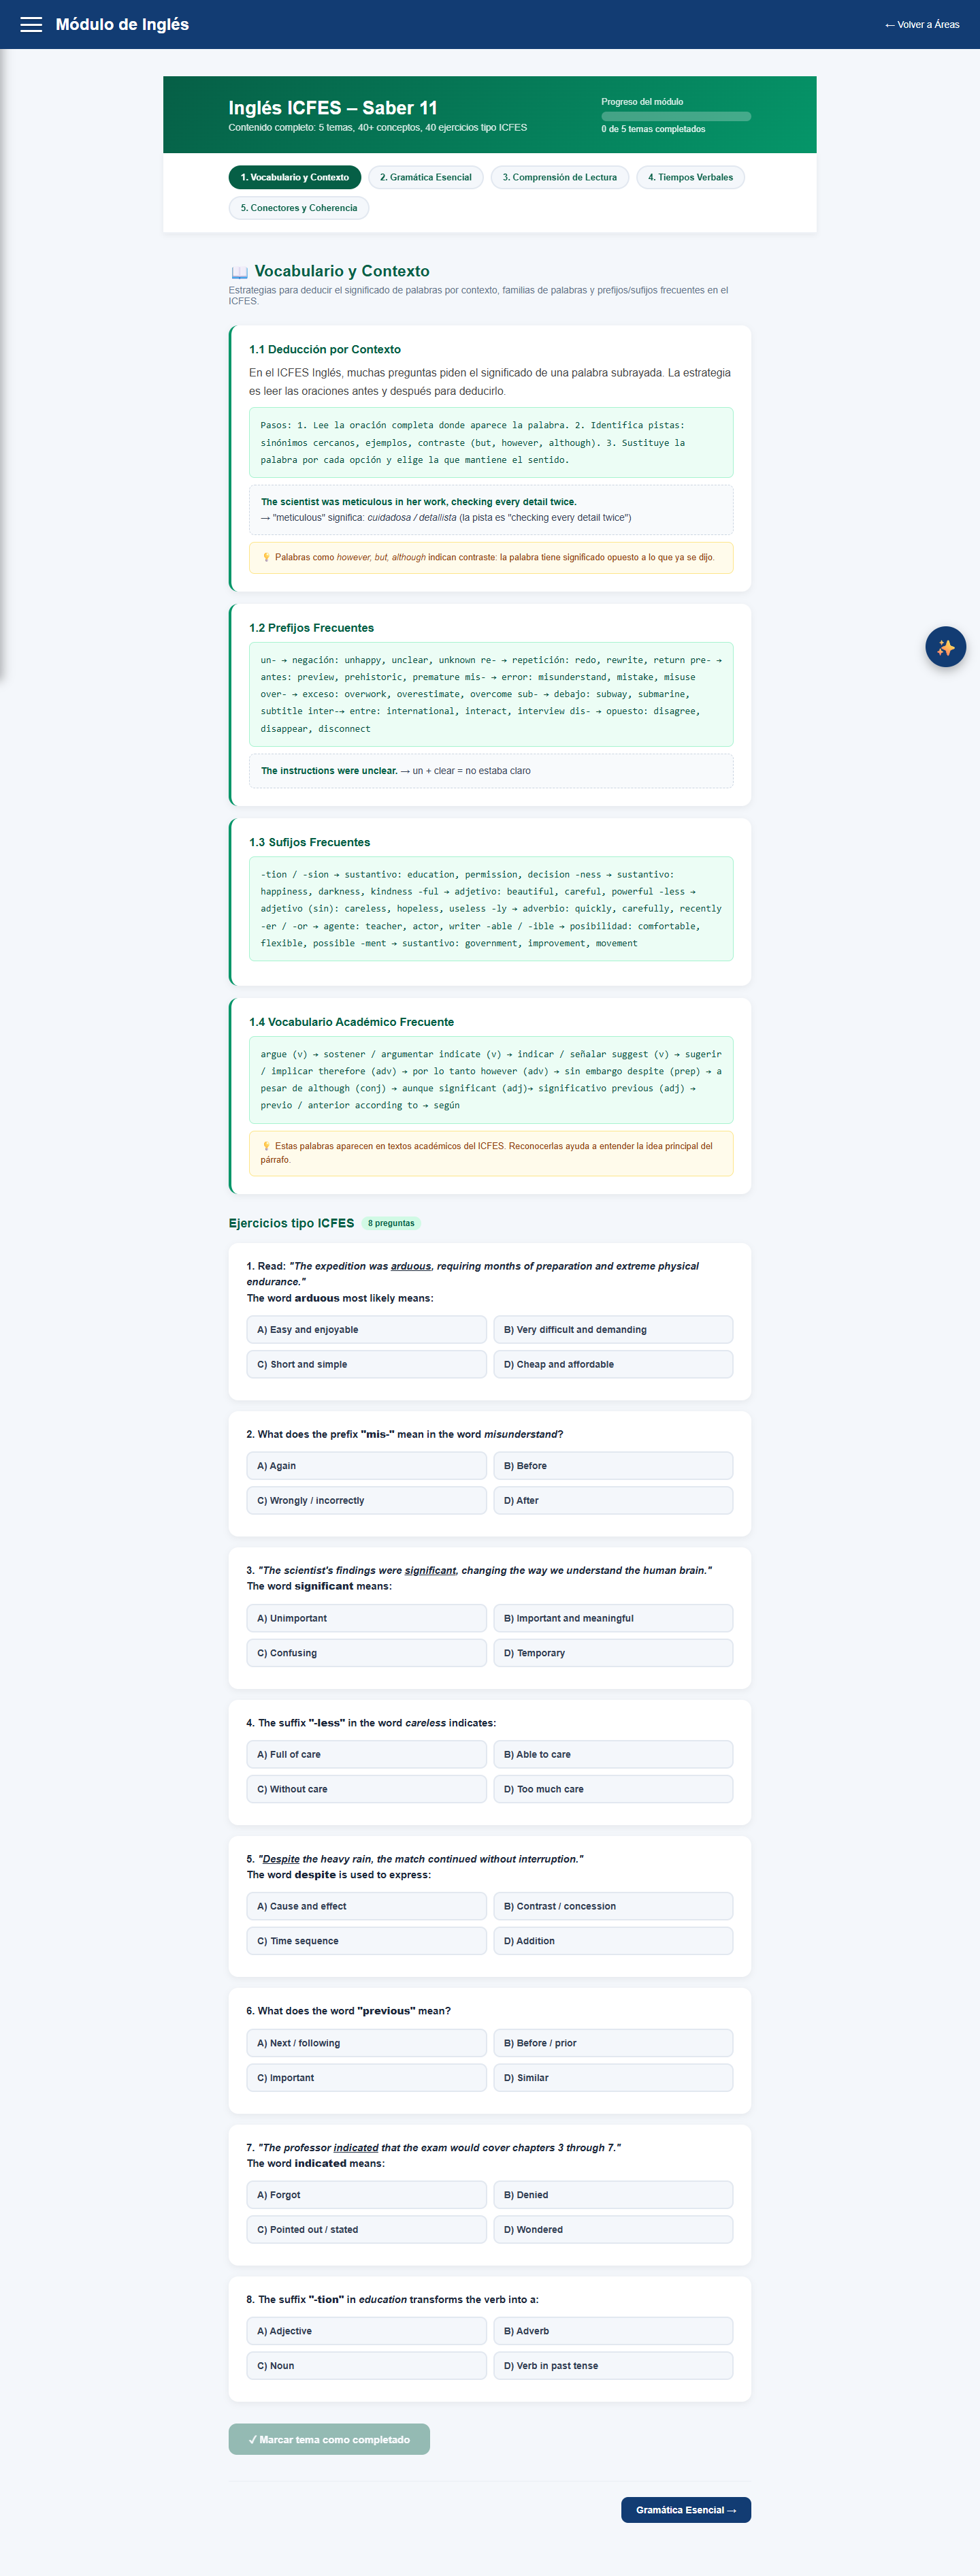 Módulo de Inglés
← Volver a Áreas
Inglés ICFES – Saber 11
Contenido completo: 5 temas, 40+ conceptos, 40 ejercicios tipo ICFES
Progreso del módulo
0 de 5 temas completados
1. Vocabulario y Contexto
2. Gramática Esencial
3. Comprensión de Lectura
4. Tiempos Verbales
5. Conectores y Coherencia
📖 Vocabulario y Contexto
Estrategias para deducir el significado de palabras por contexto, familias de palabras y prefijos/sufijos frecuentes en el
ICFES.
1.1 Deducción por Contexto
En el ICFES Inglés, muchas preguntas piden el significado de una palabra subrayada. La estrategia
es leer las oraciones antes y después para deducirlo.
Pasos: 1. Lee la oración completa donde aparece la palabra. 2. Identifica pistas:
sinónimos cercanos, ejemplos, contraste (but, however, although). 3. Sustituye la
palabra por cada opción y elige la que mantiene el sentido.
The scientist was meticulous in her work, checking every detail twice.
→ "meticulous" significa: cuidadosa / detallista (la pista es "checking every detail twice")
💡 Palabras como however, but, although indican contraste: la palabra tiene significado opuesto a lo que ya se dijo.
1.2 Prefijos Frecuentes
un- → negación: unhappy, unclear, unknown re- → repetición: redo, rewrite, return pre- →
antes: preview, prehistoric, premature mis- → error: misunderstand, mistake, misuse
over- → exceso: overwork, overestimate, overcome sub- → debajo: subway, submarine,
subtitle inter-→ entre: international, interact, interview dis- → opuesto: disagree,
disappear, disconnect
The instructions were unclear. → un + clear = no estaba claro
1.3 Sufijos Frecuentes
-tion / -sion → sustantivo: education, permission, decision -ness → sustantivo:
happiness, darkness, kindness -ful → adjetivo: beautiful, careful, powerful -less →
adjetivo (sin): careless, hopeless, useless -ly → adverbio: quickly, carefully, recently
-er / -or → agente: teacher, actor, writer -able / -ible → posibilidad: comfortable,
flexible, possible -ment → sustantivo: government, improvement, movement
1.4 Vocabulario Académico Frecuente
argue (v) → sostener / argumentar indicate (v) → indicar / señalar suggest (v) → sugerir
/ implicar therefore (adv) → por lo tanto however (adv) → sin embargo despite (prep) → a
pesar de although (conj) → aunque significant (adj)→ significativo previous (adj) →
previo / anterior according to → según
💡 Estas palabras aparecen en textos académicos del ICFES. Reconocerlas ayuda a entender la idea principal del
párrafo.
Ejercicios tipo ICFES 8 preguntas
1. Read: "The expedition was arduous, requiring months of preparation and extreme physical
endurance."
The word arduous most likely means:
A) Easy and enjoyable
B) Very difficult and demanding
C) Short and simple
D) Cheap and affordable
2. What does the prefix "mis-" mean in the word misunderstand?
A) Again
B) Before
C) Wrongly / incorrectly
D) After
3. "The scientist's findings were significant, changing the way we understand the human brain."
The word significant means:
A) Unimportant
B) Important and meaningful
C) Confusing
D) Temporary
4. The suffix "-less" in the word careless indicates:
A) Full of care
B) Able to care
C) Without care
D) Too much care
5. "Despite the heavy rain, the match continued without interruption."
The word despite is used to express:
A) Cause and effect
B) Contrast / concession
C) Time sequence
D) Addition
6. What does the word "previous" mean?
A) Next / following
B) Before / prior
C) Important
D) Similar
7. "The professor indicated that the exam would cover chapters 3 through 7."
The word indicated means:
A) Forgot
B) Denied
C) Pointed out / stated
D) Wondered
8. The suffix "-tion" in education transforms the verb into a:
A) Adjective
B) Adverb
C) Noun
D) Verb in past tense
✓ Marcar tema como completado
Gramática Esencial →